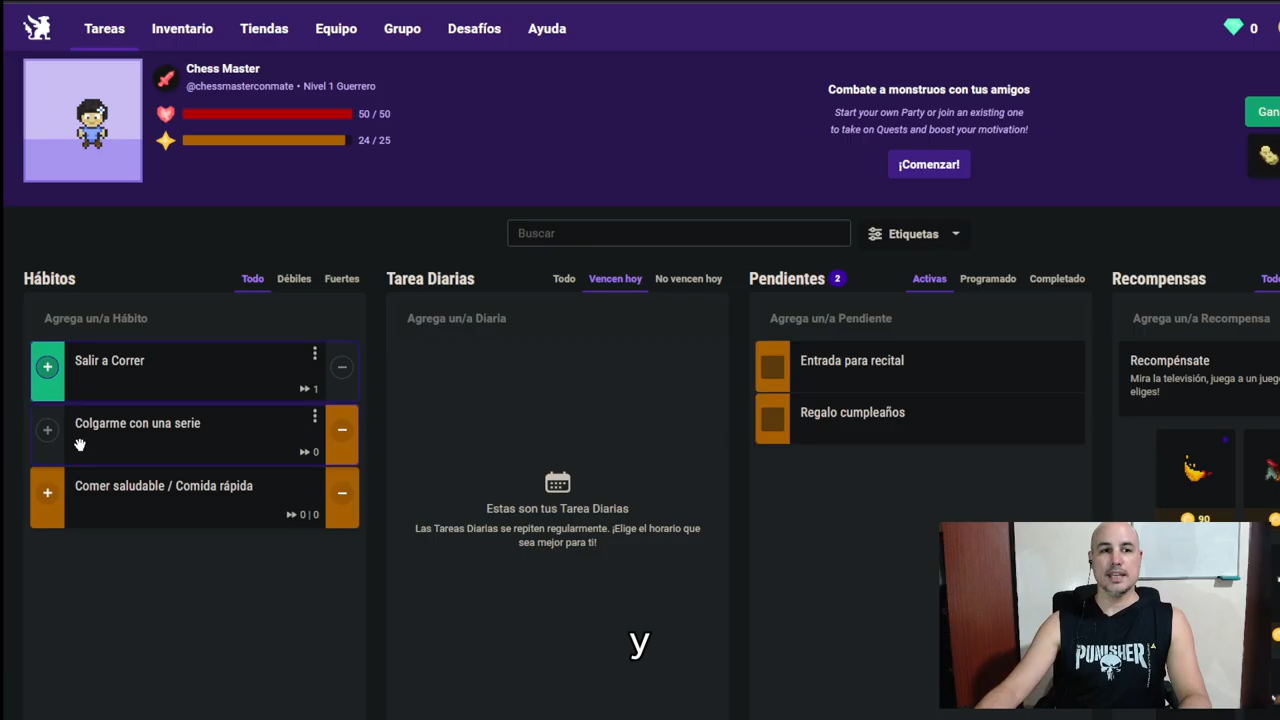 Tareas
Inventario
Tiendas
Equipo
Grupo
Desafíos
Ayuda
0
Chess Master
@chessmasterconmate • Nivel 1 Guerrero
50 / 50
24 / 25
Combate a monstruos con tus amigos
Start your own Party or join an existing one
to take on Quests and boost your motivation!
¡Comenzar!
Gan
Buscar
Etiquetas
Hábitos
Todo
Débiles
Fuertes
Agrega un/a Hábito
Salir a Correr
1
Colgarme con una serie
0
Comer saludable / Comida rápida
0 | 0
Tarea Diarias
Todo
Vencen hoy
No vencen hoy
Agrega un/a Diaria
Estas son tus Tarea Diarias
Las Tareas Diarias se repiten regularmente. ¡Elige el horario que
sea mejor para ti!
Pendientes 2
Activas
Programado
Completado
Agrega un/a Pendiente
Entrada para recital
Regalo cumpleaños
Recompensas
Todo
Agrega un/a Recompensa
Recompénsate
Mira la televisión, juega a un jueg
eliges!
90
y
PUNISHER